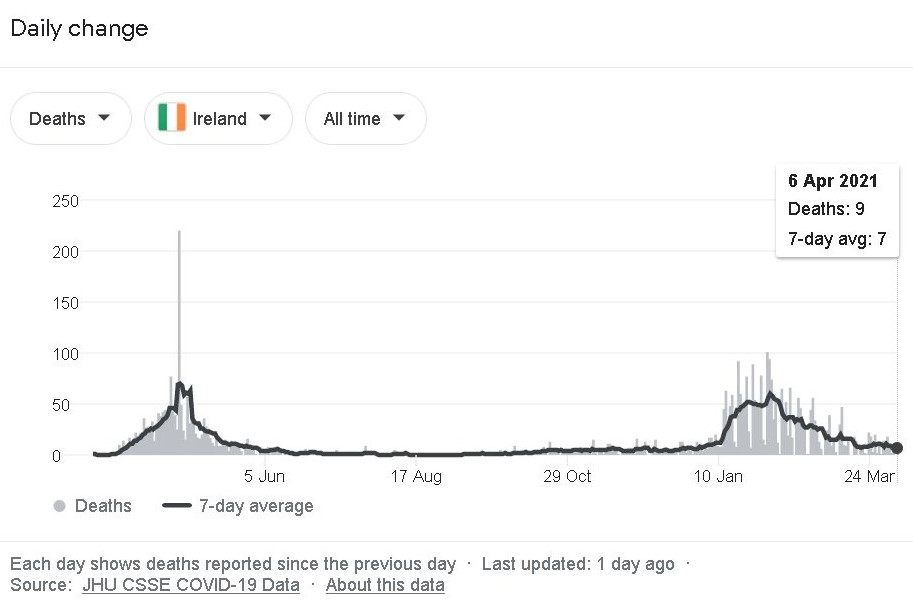 Daily change
Deaths Ireland All time
6 Apr 2021
Deaths: 9
7-day avg: 7
250
200
150
100
50
0
5 Jun 17 Aug 29 Oct 10 Jan 24 Mar
Deaths 7-day average
Each day shows deaths reported since the previous day · Last updated: 1 day ago ·
Source: JHU CSSE COVID-19 Data · About this data